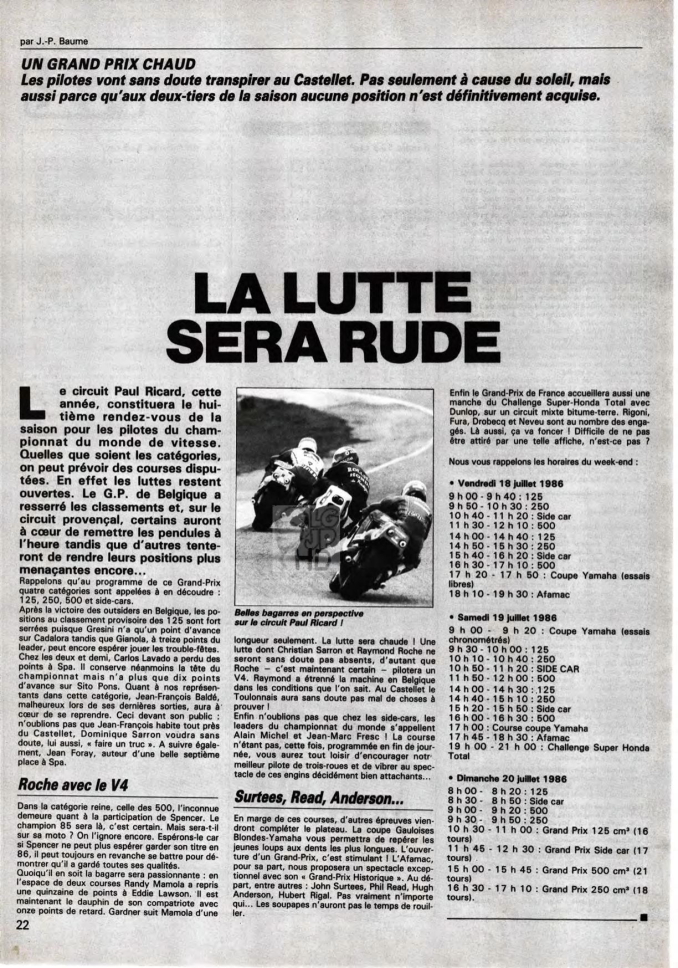 par J.-P. Baume
UN GRAND PRIX CHAUD
Les pilotes vont sans doute transpirer au Castellet. Pas seulement à cause du soleil, mais
aussi parce qu'aux deux-tiers de la saison aucune position n'est définitivement acquise.
LA LUTTE
SERA RUDE
Le circuit Paul Ricard, cette
année, constituera le hui-
tième rendez-vous de la
saison pour les pilotes du cham-
pionnat du monde de vitesse.
Quelles que soient les catégories,
on peut prévoir des courses dispu-
tées. En effet les luttes restent
ouvertes. Le G.P. de Belgique a
resserré les classements et, sur le
circuit provençal, certains auront
à cœur de remettre les pendules à
l'heure tandis que d'autres tente-
ront de rendre leurs positions plus
menaçantes encore...
Rappelons qu'au programme de ce Grand-Prix
quatre catégories sont appelées à en découdre :
125, 250, 500 et side-cars.
Après la victoire des outsiders en Belgique, les po-
sitions au classement provisoire des 125 sont fort
serrées puisque Gresini n'a qu'un point d'avance
sur Cadalora tandis que Gianola, à treize points du
leader, peut encore espérer jouer les trouble-fêtes.
Chez les deux et demi, Carlos Lavado a perdu des
points à Spa. Il conserve néanmoins la tête du
championnat mais n'a plus que dix points
d'avance sur Sito Pons. Quant à nos représen-
tants dans cette catégorie, Jean-François Baldé,
malheureux lors de ses dernières sorties, aura à
cœur de se reprendre. Ceci devant son public :
n'oublions pas que Jean-François habite tout près
du Castellet, Dominique Sarron voudra sans
doute, lui aussi, « faire un truc ». A suivre égale-
ment, Jean Foray, auteur d'une belle septième
place à Spa.
Roche avec le V4
Dans la catégorie reine, celle des 500, l'inconnue
demeure quant à la participation de Spencer. Le
champion 85 sera là, c'est certain. Mais sera-t-il
sur sa moto ? On l'ignore encore. Espérons-le car
si Spencer ne peut plus espérer garder son titre en
86, il peut toujours en revanche se battre pour dé-
montrer qu'il a gardé toutes ses qualités.
Quoiqu'il en soit la bagarre sera passionnante : en
l'espace de deux courses Randy Mamola a repris
une quinzaine de points à Eddie Lawson. Il est
maintenant le dauphin de son compatriote avec
onze points de retard. Gardner suit Mamola d'une
22
Belles bagarres en perspective
sur le circuit Paul Ricard !
longueur seulement. La lutte sera chaude ! Une
lutte dont Christian Sarron et Raymond Roche ne
seront sans doute pas absents, d'autant que
Roche – c'est maintenant certain – pilotera un
V4. Raymond a étrenné la machine en Belgique
dans les conditions que l'on sait. Au Castellet le
Toulonnais aura sans doute pas mal de choses à
prouver !
Enfin n'oublions pas que chez les side-cars, les
leaders du championnat du monde s'appellent
Alain Michel et Jean-Marc Fresc ! La course
n'étant pas, cette fois, programmée en fin de jour-
née, vous aurez tout loisir d'encourager notr
meilleur pilote de trois-roues et de vibrer au spec-
tacle de ces engins décidément bien attachants...
Surtees, Read, Anderson...
En marge de ces courses, d'autres épreuves vien-
dront compléter le plateau. La coupe Gauloises
Blondes-Yamaha vous permettra de repérer les
jeunes loups aux dents les plus longues. L'ouver-
ture d'un Grand-Prix, c'est stimulant ! L'Afamac,
pour sa part, nous proposera un spectacle excep-
tionnel avec son « Grand-Prix Historique ». Au dé-
part, entre autres : John Surtees, Phil Read, Hugh
Anderson, Hubert Rigal. Pas vraiment n'importe
qui... Les soupapes n'auront pas le temps de rouil-
ler.
Enfin le Grand-Prix de France accueillera aussi une
manche du Challenge Super-Honda Total avec
Dunlop, sur un circuit mixte bitume-terre. Rigoni,
Fura, Drobecq et Neveu sont au nombre des enga-
gés. Là aussi, ça va foncer ! Difficile de ne pas
être attiré par une telle affiche, n'est-ce pas ?
Nous vous rappelons les horaires du week-end :
• Vendredi 18 juillet 1986
9 h 00 - 9 h 40 : 125
9 h 50 - 10 h 30 : 250
10 h 40 - 11 h 20 : Side car
11 h 30 - 12 h 10 : 500
14 h 00 - 14 h 40 : 125
14 h 50 - 15 h 30 : 250
15 h 40 - 16 h 20 : Side car
16 h 30 - 17 h 10 : 500
17 h 20 - 17 h 50 : Coupe Yamaha (essais
libres)
18 h 10 - 19 h 30 : Afamac
• Samedi 19 juillet 1986
9 h 00 - 9 h 20 : Coupe Yamaha (essais
chronométrés)
9 h 30 - 10 h 00 : 125
10 h 10 - 10 h 40 : 250
10 h 50 - 11 h 20 : SIDE CAR
11 h 50 - 12 h 00 : 500
14 h 00 - 14 h 30 : 125
14 h 40 - 15 h 10 : 250
15 h 20 - 15 h 50 : Side car
16 h 00 - 16 h 30 : 500
17 h 00 : Course coupe Yamaha
17 h 45 - 18 h 30 : Afamac
19 h 00 - 21 h 00 : Challenge Super Honda
Total
• Dimanche 20 juillet 1986
8 h 00 - 8 h 20 : 125
8 h 30 - 8 h 50 : Side car
9 h 00 - 9 h 20 : 500
9 h 30 - 9 h 50 : 250
10 h 30 - 11 h 00 : Grand Prix 125 cm³ (16
tours)
11 h 45 - 12 h 30 : Grand Prix Side car (17
tours)
15 h 00 - 15 h 45 : Grand Prix 500 cm³ (21
tours)
16 h 30 - 17 h 10 : Grand Prix 250 cm³ (18
tours).